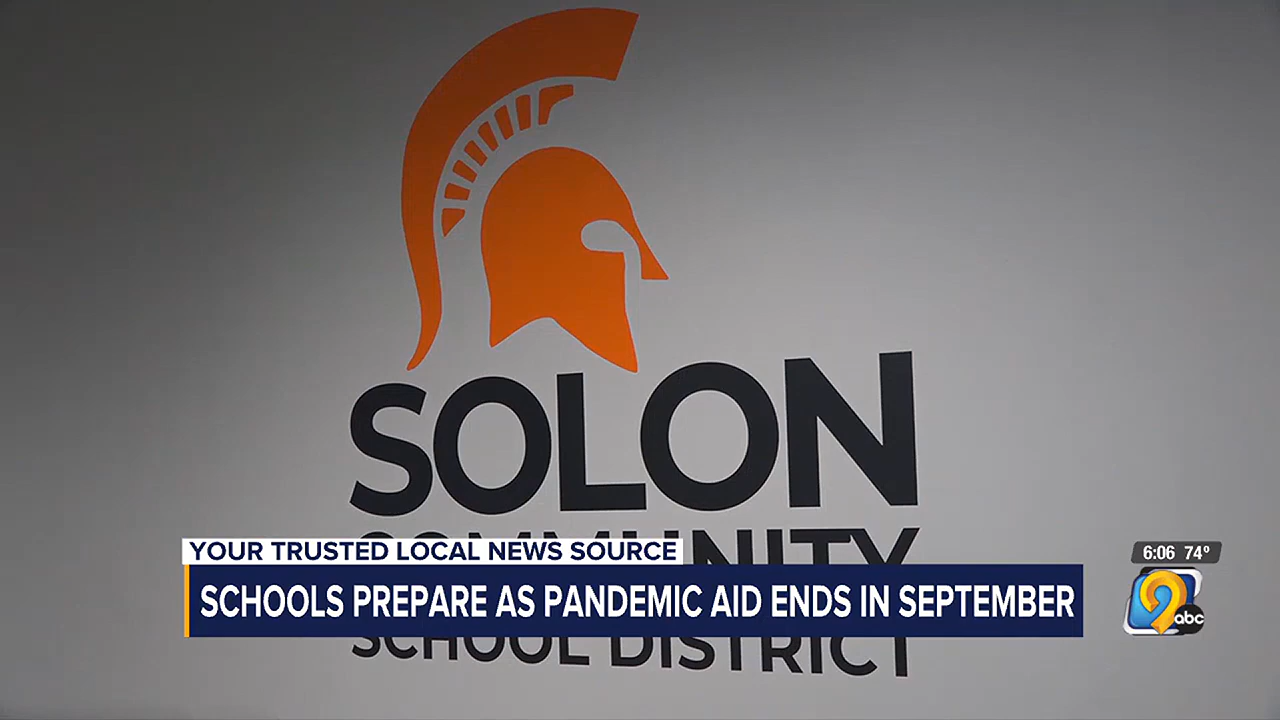 SOLON
COMMUNITY
SCHOOL DISTRICT
YOUR TRUSTED LOCAL NEWS SOURCE
SCHOOLS PREPARE AS PANDEMIC AID ENDS IN SEPTEMBER
6:06 74°
9
abc